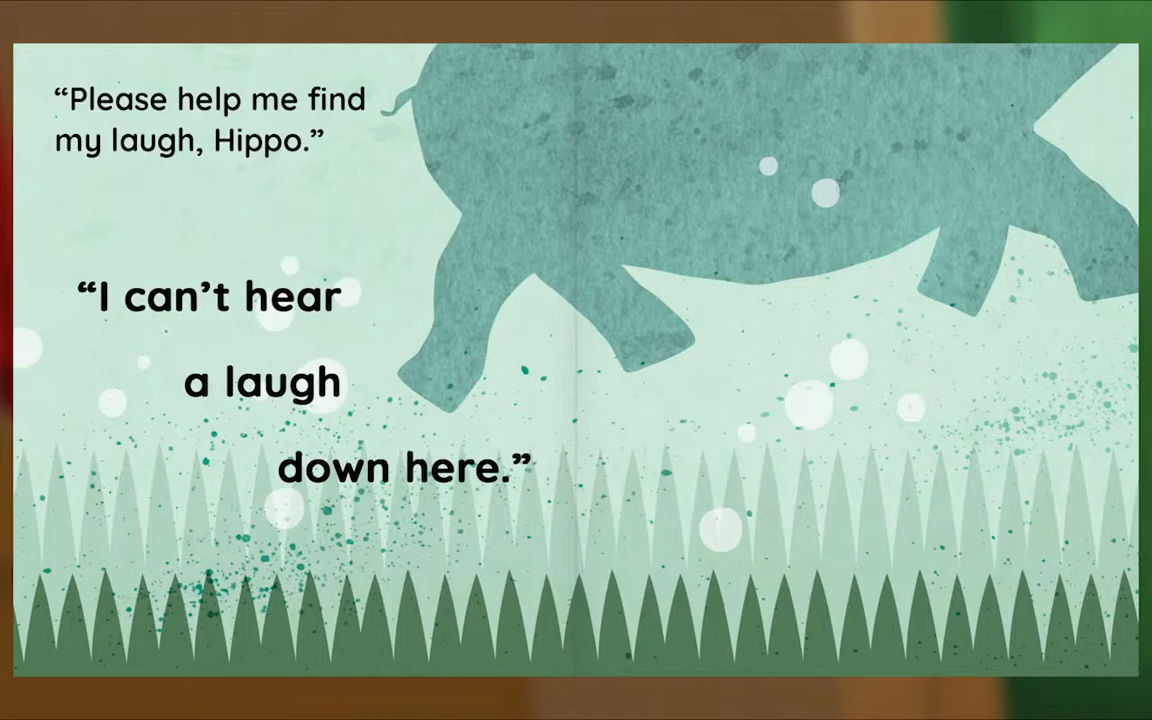 “Please help me find
my laugh, Hippo.”
“I can’t hear
a laugh
down here.”